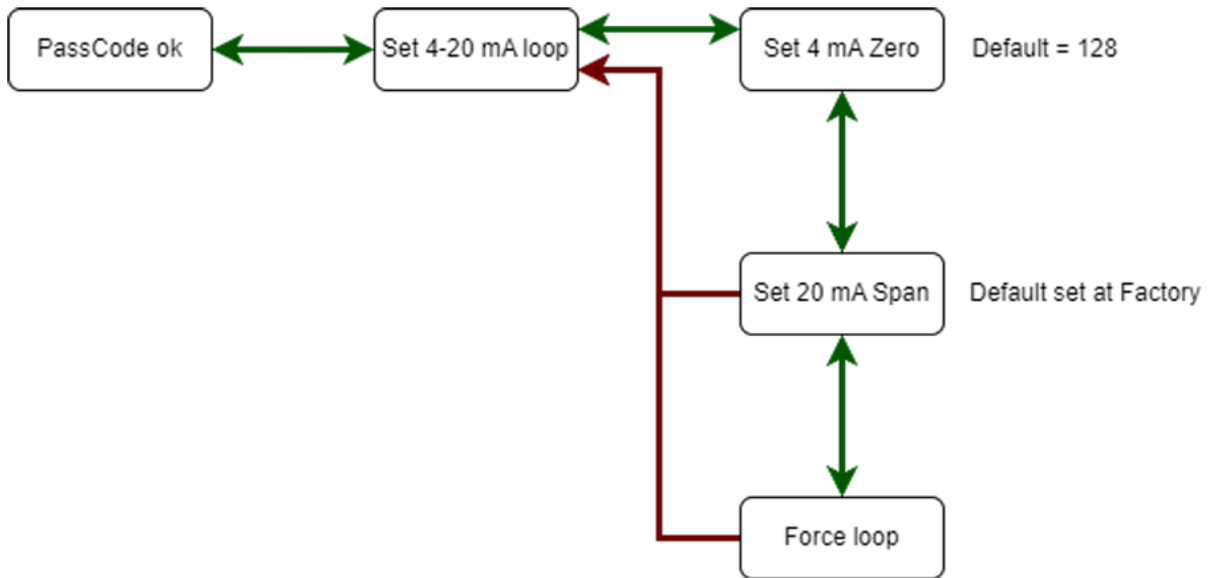 PassCode ok
Set 4-20 mA loop
Set 4 mA Zero
Default = 128
Set 20 mA Span
Default set at Factory
Force loop